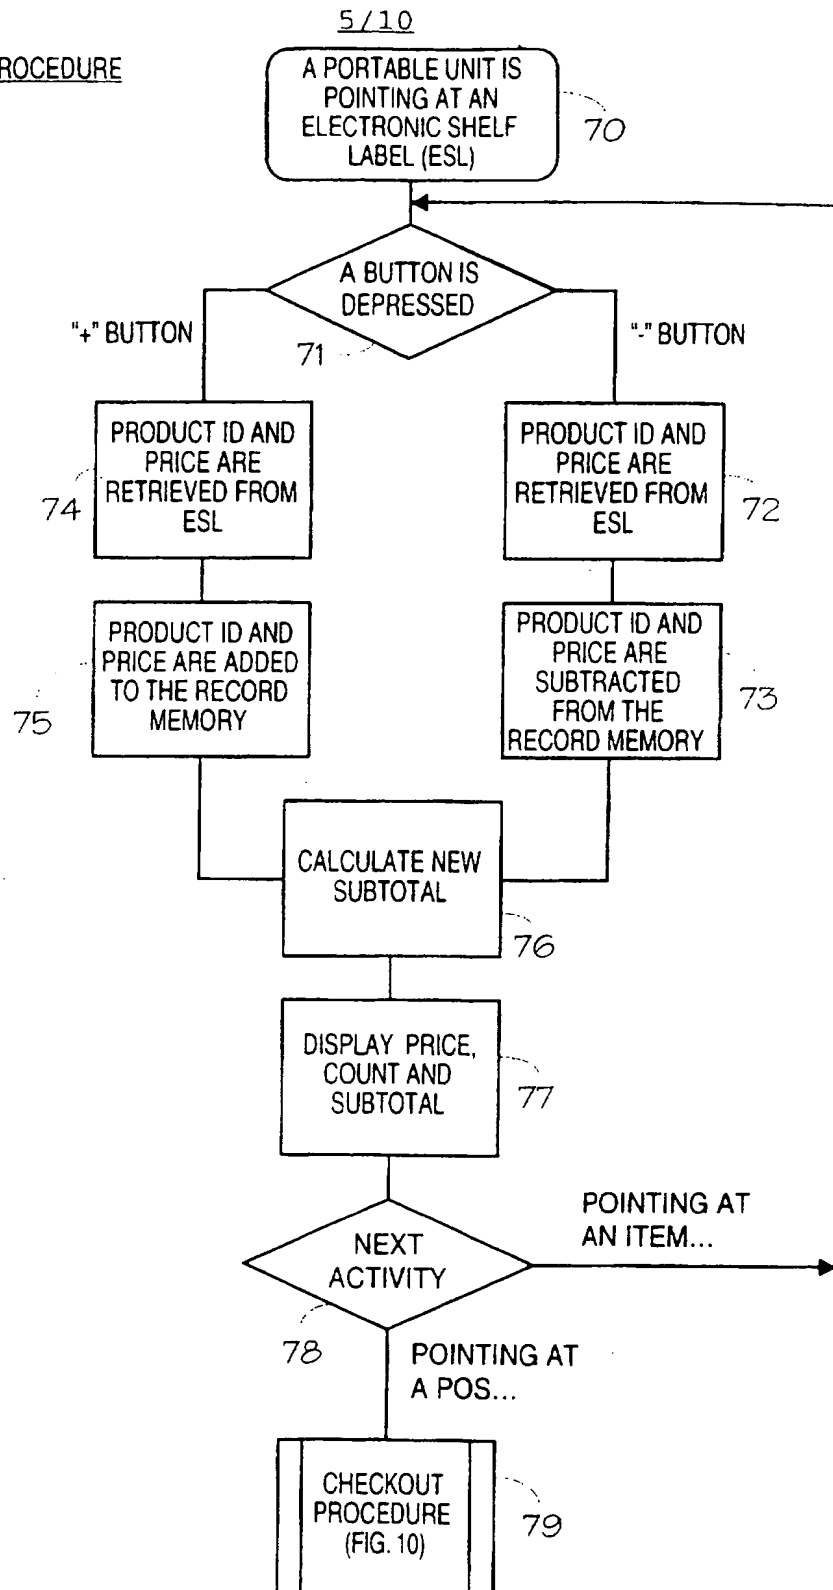 5/10
ROCEDURE
A PORTABLE UNIT IS
POINTING AT AN
ELECTRONIC SHELF
LABEL (ESL)
70
A BUTTON IS
DEPRESSED
71
"+" BUTTON
"-" BUTTON
PRODUCT ID AND
PRICE ARE
RETRIEVED FROM
ESL
74
PRODUCT ID AND
PRICE ARE
RETRIEVED FROM
ESL
72
PRODUCT ID AND
PRICE ARE ADDED
TO THE RECORD
MEMORY
75
PRODUCT ID AND
PRICE ARE
SUBTRACTED
FROM THE
RECORD MEMORY
73
CALCULATE NEW
SUBTOTAL
76
DISPLAY PRICE,
COUNT AND
SUBTOTAL
77
NEXT
ACTIVITY
78
POINTING AT
AN ITEM...
POINTING AT
A POS...
CHECKOUT
PROCEDURE
(FIG. 10)
79